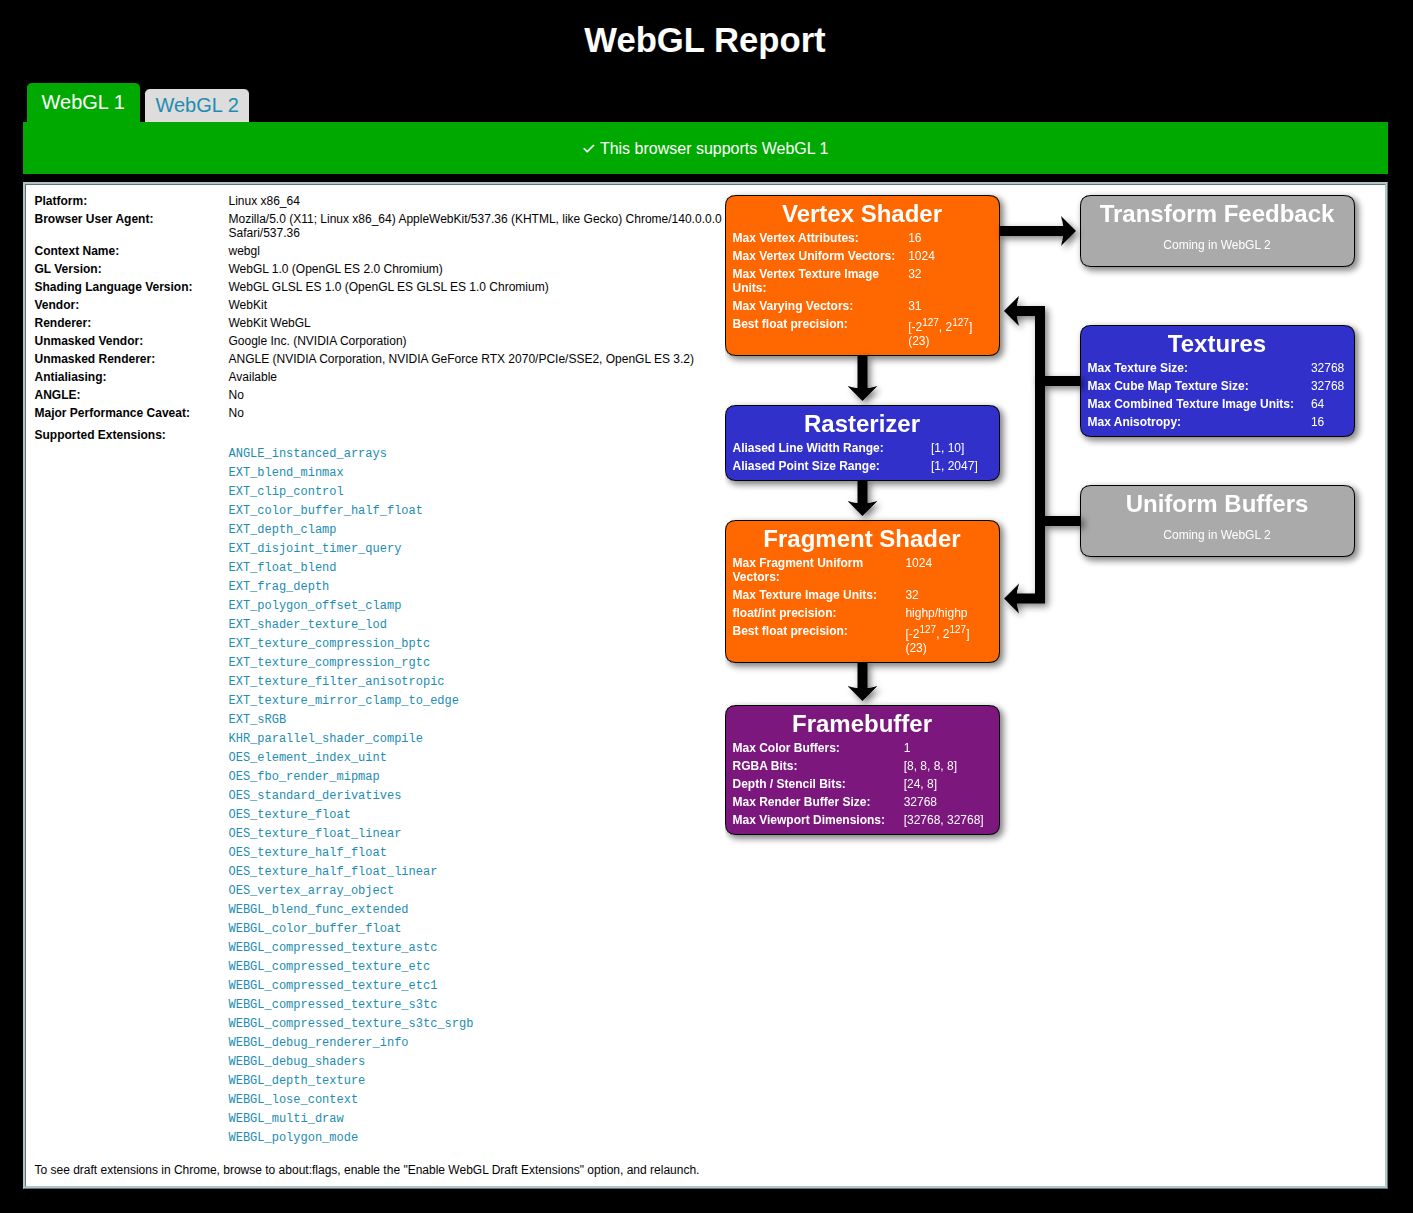 WebGL Report
WebGL 1
WebGL 2
✓ This browser supports WebGL 1
Platform: Linux x86_64
Browser User Agent: Mozilla/5.0 (X11; Linux x86_64) AppleWebKit/537.36 (KHTML, like Gecko) Chrome/140.0.0.0
Safari/537.36
Context Name: webgl
GL Version: WebGL 1.0 (OpenGL ES 2.0 Chromium)
Shading Language Version: WebGL GLSL ES 1.0 (OpenGL ES GLSL ES 1.0 Chromium)
Vendor: WebKit
Renderer: WebKit WebGL
Unmasked Vendor: Google Inc. (NVIDIA Corporation)
Unmasked Renderer: ANGLE (NVIDIA Corporation, NVIDIA GeForce RTX 2070/PCIe/SSE2, OpenGL ES 3.2)
Antialiasing: Available
ANGLE: No
Major Performance Caveat: No
Supported Extensions:
ANGLE_instanced_arrays
EXT_blend_minmax
EXT_clip_control
EXT_color_buffer_half_float
EXT_depth_clamp
EXT_disjoint_timer_query
EXT_float_blend
EXT_frag_depth
EXT_polygon_offset_clamp
EXT_shader_texture_lod
EXT_texture_compression_bptc
EXT_texture_compression_rgtc
EXT_texture_filter_anisotropic
EXT_texture_mirror_clamp_to_edge
EXT_sRGB
KHR_parallel_shader_compile
OES_element_index_uint
OES_fbo_render_mipmap
OES_standard_derivatives
OES_texture_float
OES_texture_float_linear
OES_texture_half_float
OES_texture_half_float_linear
OES_vertex_array_object
WEBGL_blend_func_extended
WEBGL_color_buffer_float
WEBGL_compressed_texture_astc
WEBGL_compressed_texture_etc
WEBGL_compressed_texture_etc1
WEBGL_compressed_texture_s3tc
WEBGL_compressed_texture_s3tc_srgb
WEBGL_debug_renderer_info
WEBGL_debug_shaders
WEBGL_depth_texture
WEBGL_lose_context
WEBGL_multi_draw
WEBGL_polygon_mode
To see draft extensions in Chrome, browse to about:flags, enable the "Enable WebGL Draft Extensions" option, and relaunch.
Vertex Shader
Max Vertex Attributes: 16
Max Vertex Uniform Vectors: 1024
Max Vertex Texture Image 32
Units:
Max Varying Vectors: 31
Best float precision: [-2^127, 2^127]
(23)
Transform Feedback
Coming in WebGL 2
Textures
Max Texture Size: 32768
Max Cube Map Texture Size: 32768
Max Combined Texture Image Units: 64
Max Anisotropy: 16
Rasterizer
Aliased Line Width Range: [1, 10]
Aliased Point Size Range: [1, 2047]
Uniform Buffers
Coming in WebGL 2
Fragment Shader
Max Fragment Uniform 1024
Vectors:
Max Texture Image Units: 32
float/int precision: highp/highp
Best float precision: [-2^127, 2^127]
(23)
Framebuffer
Max Color Buffers: 1
RGBA Bits: [8, 8, 8, 8]
Depth / Stencil Bits: [24, 8]
Max Render Buffer Size: 32768
Max Viewport Dimensions: [32768, 32768]